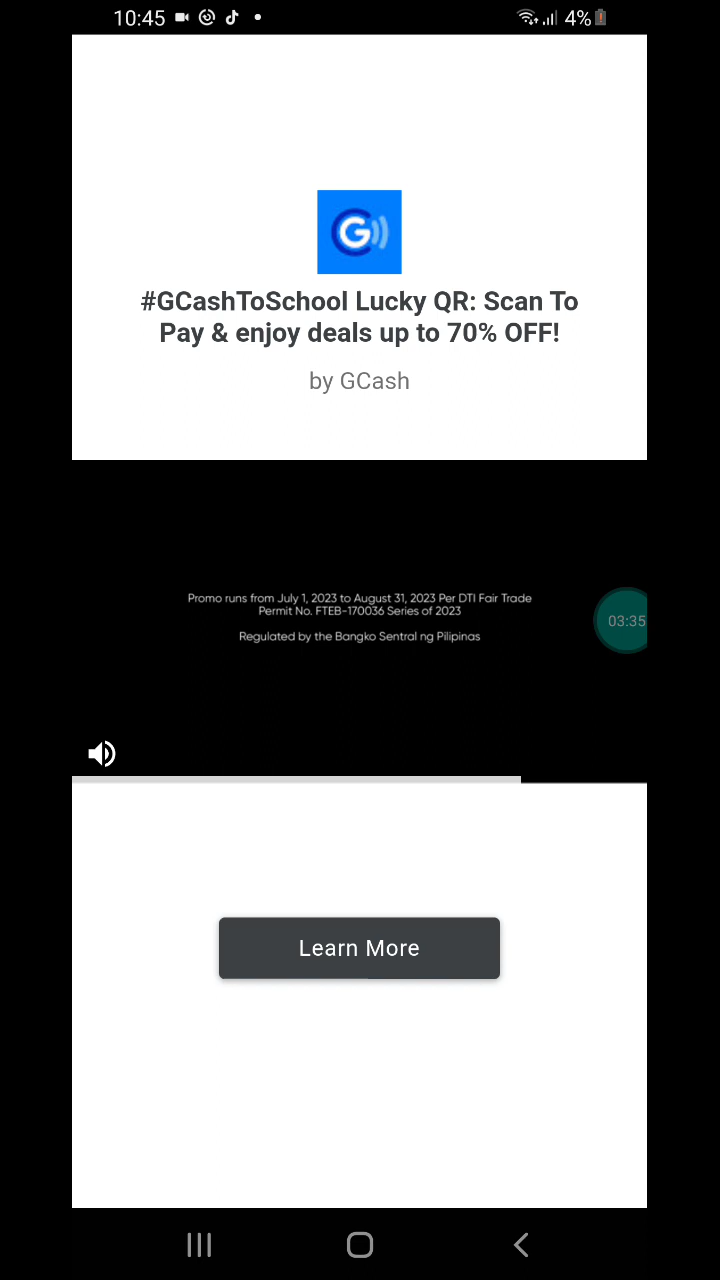 10:45
4%
G
#GCashToSchool Lucky QR: Scan To
Pay & enjoy deals up to 70% OFF!
by GCash
Promo runs from July 1, 2023 to August 31, 2023 Per DTI Fair Trade
Permit No. FTEB-170036 Series of 2023
Regulated by the Bangko Sentral ng Pilipinas
03:35
Learn More